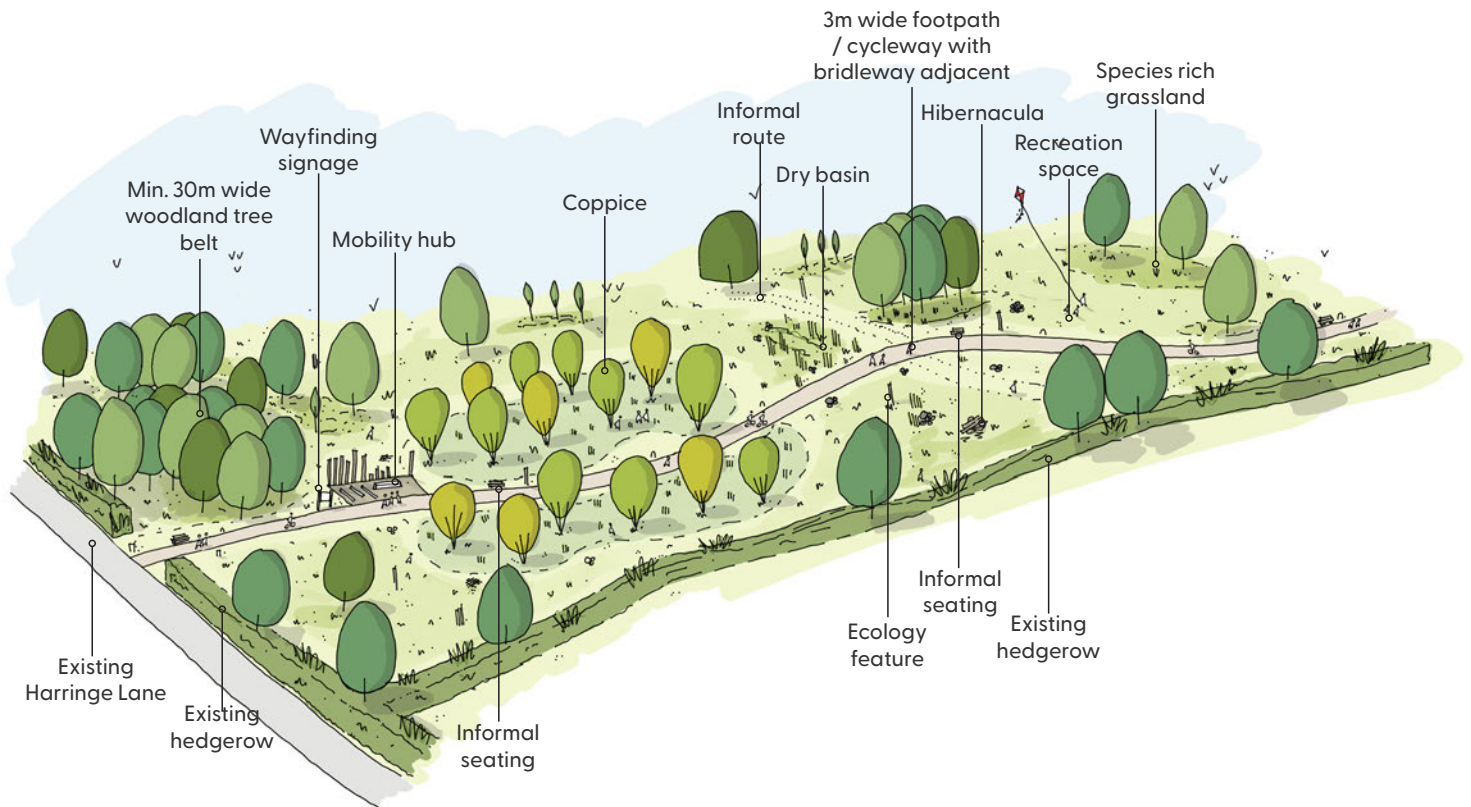 3m wide footpath
/ cycleway with
bridleway adjacent
Species rich
grassland
Informal
route
Hibernacula
Wayfinding
signage
Recreation
space
Dry basin
Min. 30m wide
woodland tree
belt
Coppice
Mobility hub
Existing
Harringe Lane
Existing
hedgerow
Informal
seating
Ecology
feature
Informal
seating
Existing
hedgerow